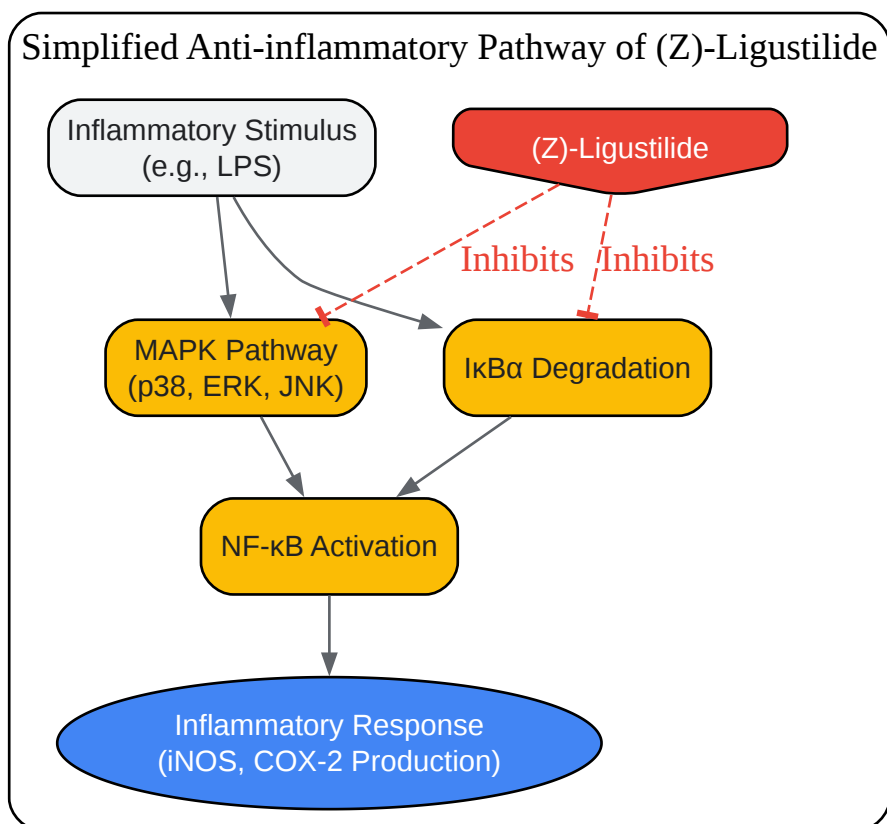 Simplified Anti-inflammatory Pathway of (Z)-Ligustilide
Inflammatory Stimulus
(e.g., LPS)
(Z)-Ligustilide
Inhibits
Inhibits
MAPK Pathway
(p38, ERK, JNK)
IκBα Degradation
NF-κB Activation
Inflammatory Response
(iNOS, COX-2 Production)